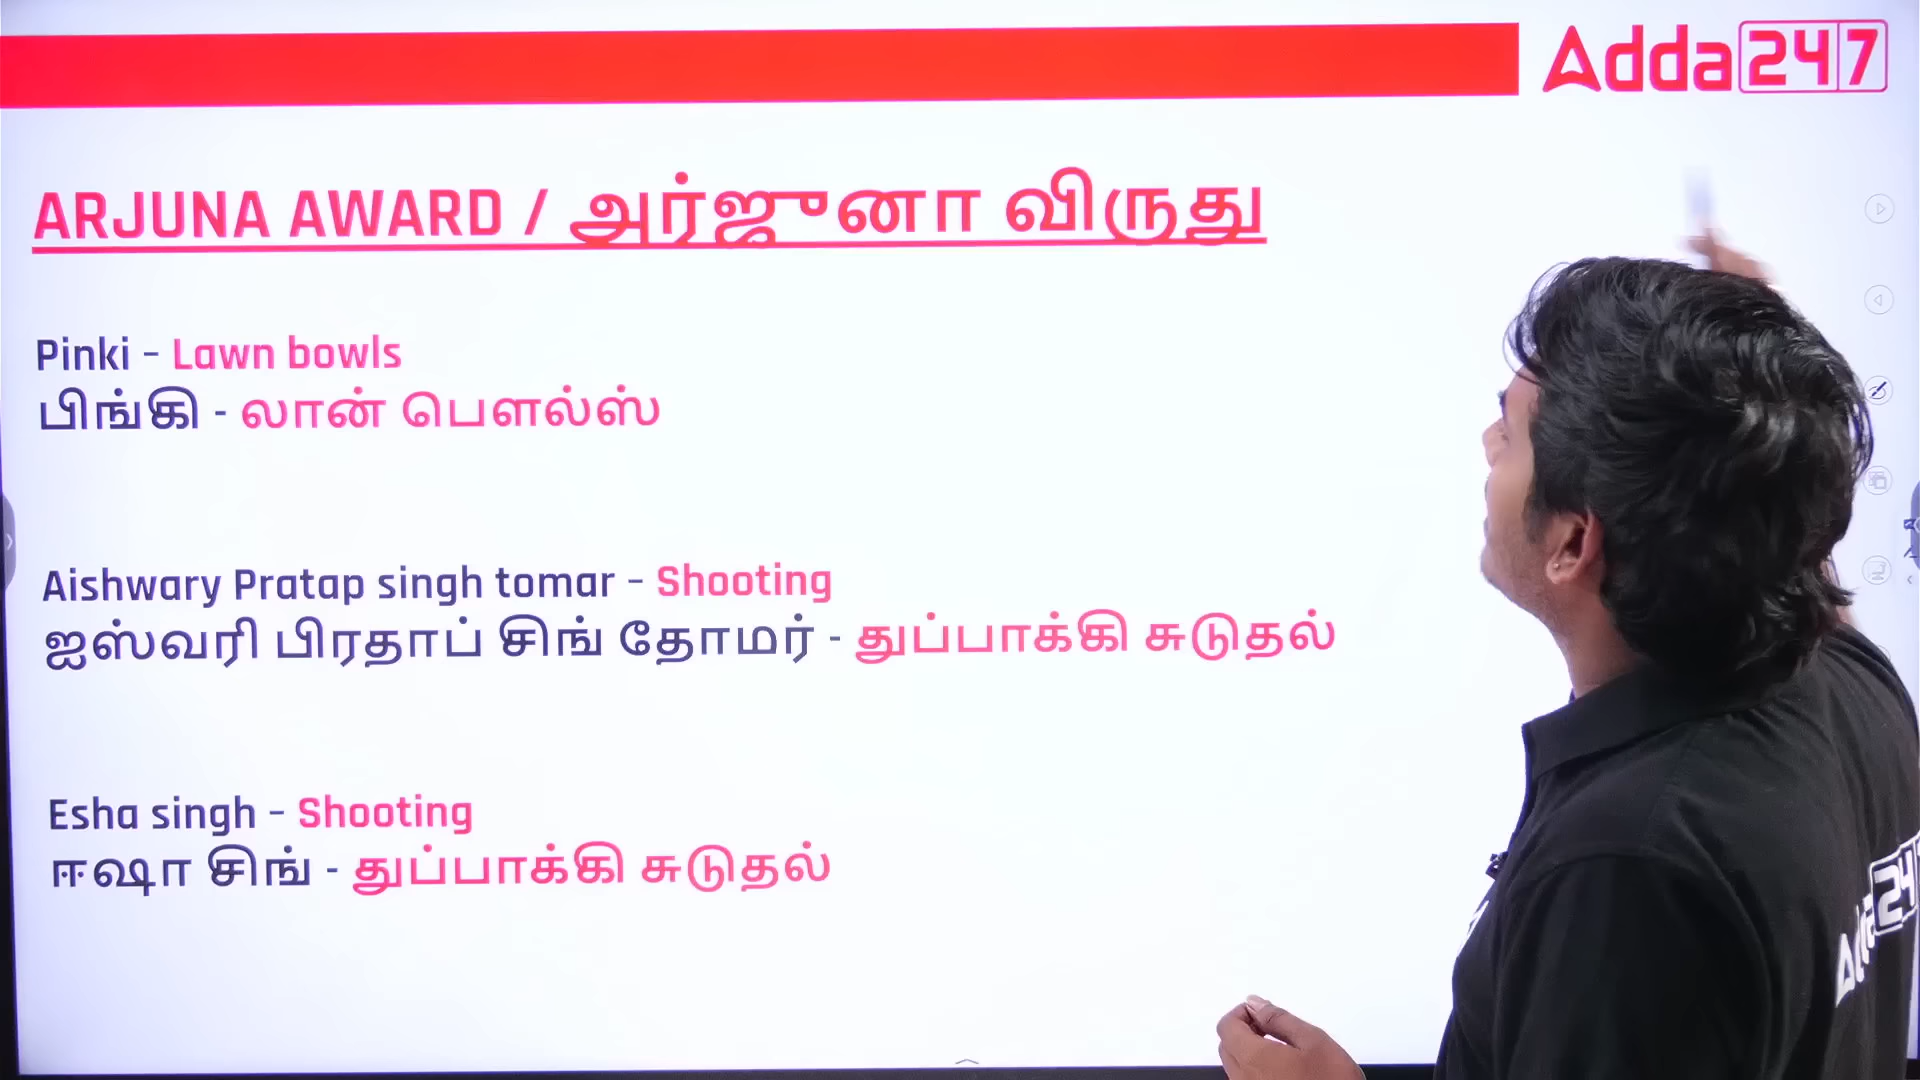 Adda247
ARJUNA AWARD / அர்ஜுனா விருது
Pinki - Lawn bowls
பிங்கி - லான் பௌல்ஸ்
Aishwary Pratap singh tomar - Shooting
ஐஸ்வரி பிரதாப் சிங் தோமர் - துப்பாக்கி சுடுதல்
Esha singh - Shooting
ஈஷா சிங் - துப்பாக்கி சுடுதல்